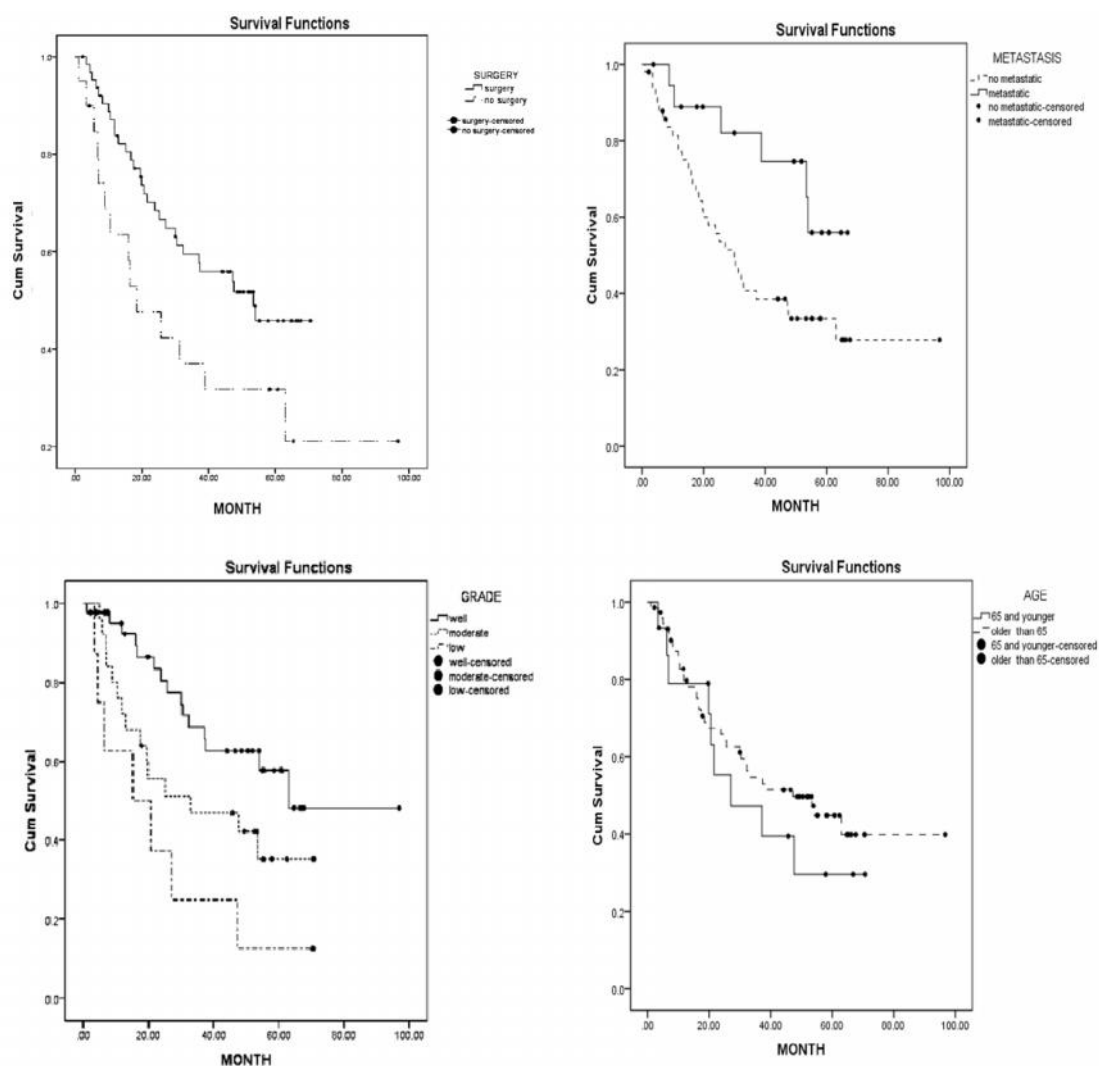 Survival Functions
SURGERY
surgery
no surgery
surgery-censored
no surgery-censored
Cum Survival
1.0
0.8
0.6
0.4
0.2
.00 20.00 40.00 60.00 80.00 100.00
MONTH
Survival Functions
METASTASIS
no metastatic
metastatic
no metastatic-censored
metastatic-censored
Cum Survival
1.0
0.8
0.6
0.4
0.2
0.0
.00 20.00 40.00 60.00 80.00 100.00
MONTH
Survival Functions
GRADE
well
moderate
low
well-censored
moderate-censored
low-censored
Cum Survival
1.0
0.8
0.6
0.4
0.2
0.0
.00 20.00 40.00 60.00 80.00 100.00
MONTH
Survival Functions
AGE
65 and younger
older than 65
65 and younger-censored
older than 65-censored
Cum Survival
1.0
0.8
0.6
0.4
0.2
0.0
.00 20.00 40.00 60.00 80.00 100.00
MONTH